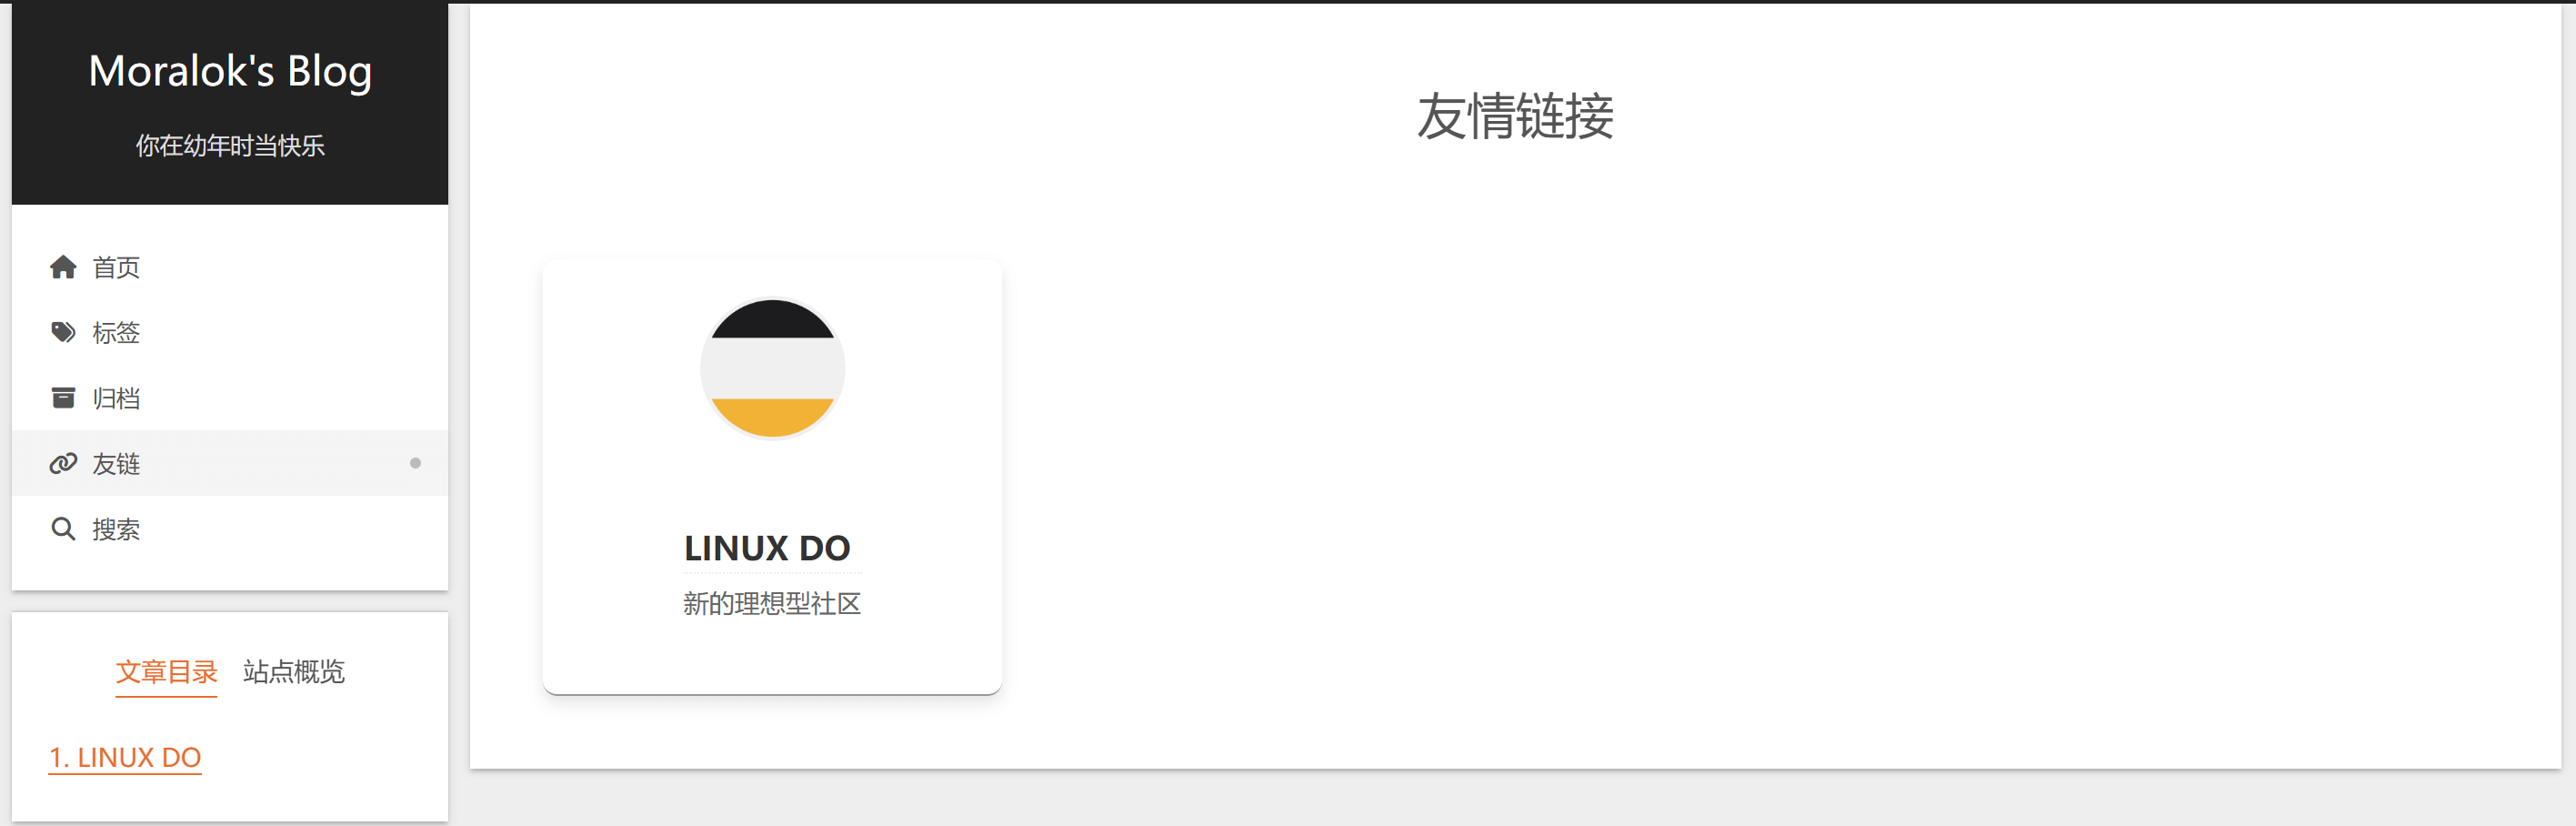 Moralok's Blog
你在幼年时当快乐
首页
标签
归档
友链
搜索
文章目录 站点概览
1. LINUX DO
友情链接
LINUX DO
新的理想型社区